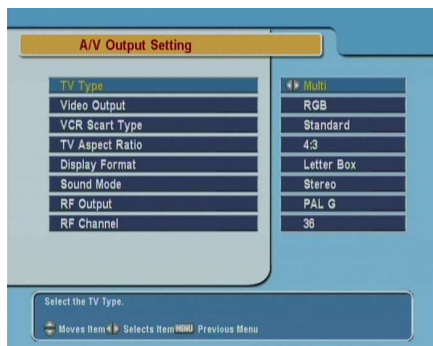 A/V Output Setting
TV Type Multi
Video Output RGB
VCR Scart Type Standard
TV Aspect Ratio 4:3
Display Format Letter Box
Sound Mode Stereo
RF Output PAL G
RF Channel 36
Select the TV Type.
Moves Item Selects Item MENU Previous Menu